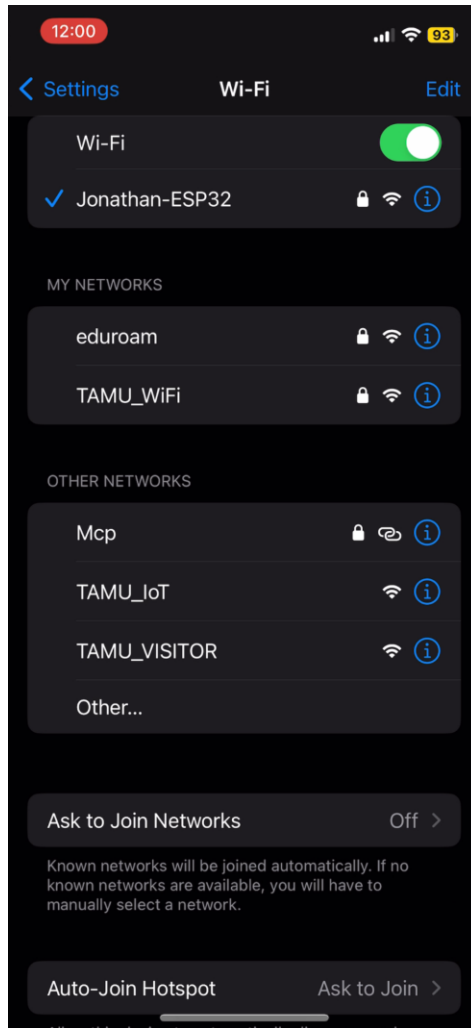 12:00 93
Settings Wi-Fi Edit
Wi-Fi
Jonathan-ESP32
MY NETWORKS
eduroam
TAMU_WiFi
OTHER NETWORKS
Mcp
TAMU_IoT
TAMU_VISITOR
Other...
Ask to Join Networks Off
Known networks will be joined automatically. If no
known networks are available, you will have to
manually select a network.
Auto-Join Hotspot Ask to Join